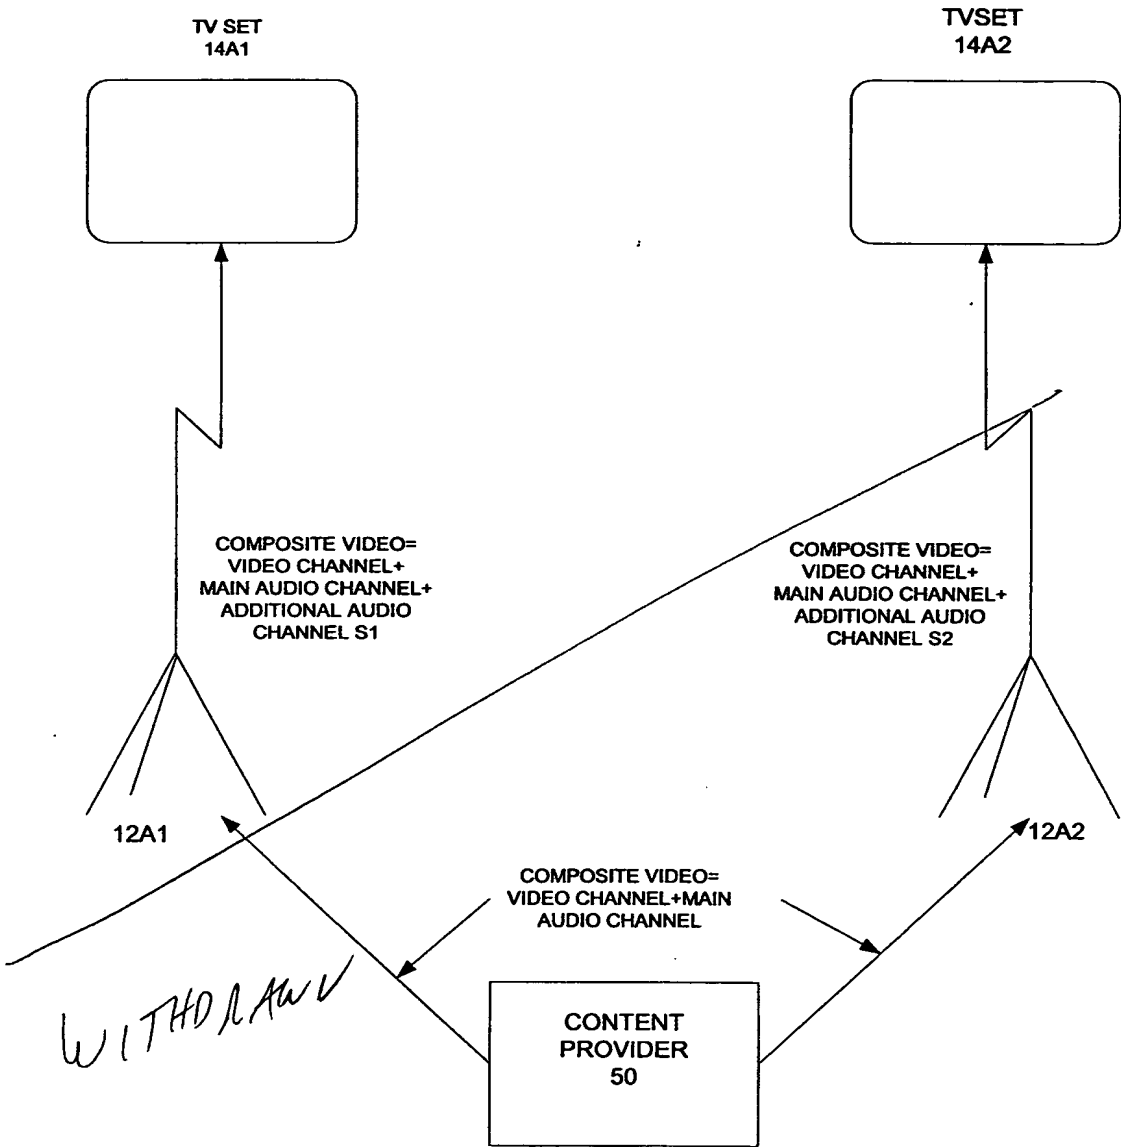 TV SET
14A1
TVSET
14A2
COMPOSITE VIDEO=
VIDEO CHANNEL+
MAIN AUDIO CHANNEL+
ADDITIONAL AUDIO
CHANNEL S1
COMPOSITE VIDEO=
VIDEO CHANNEL+
MAIN AUDIO CHANNEL+
ADDITIONAL AUDIO
CHANNEL S2
12A1
12A2
COMPOSITE VIDEO=
VIDEO CHANNEL+MAIN
AUDIO CHANNEL
WITHDRAWN
CONTENT
PROVIDER
50